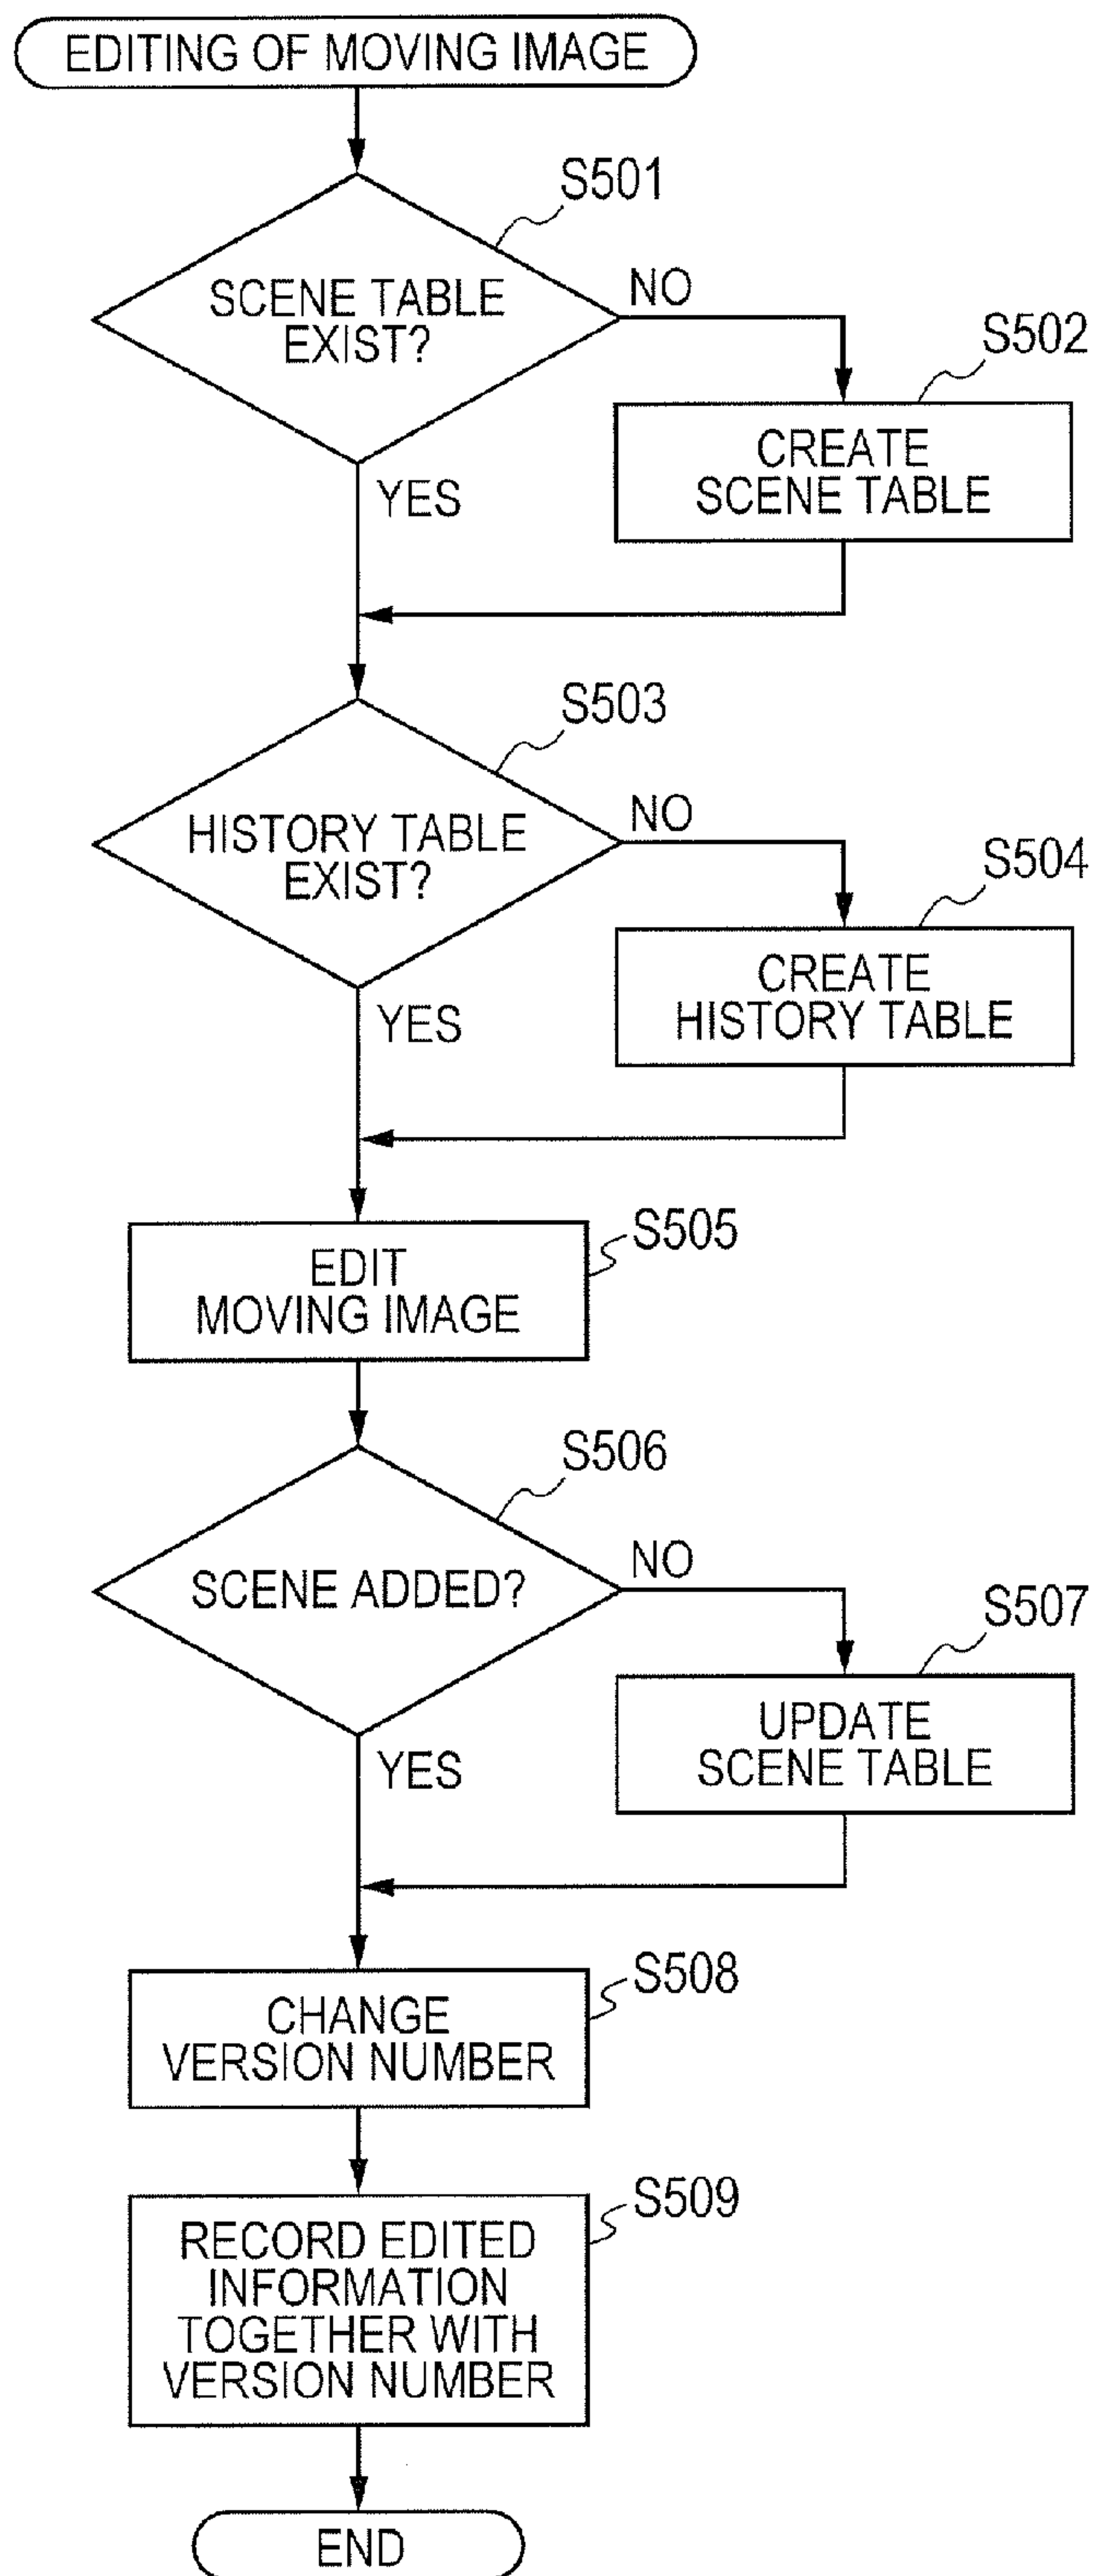 EDITING OF MOVING IMAGE
S501
SCENE TABLE
EXIST?
NO
S502
CREATE
SCENE TABLE
YES
S503
HISTORY TABLE
EXIST?
NO
S504
CREATE
HISTORY TABLE
YES
S505
EDIT
MOVING IMAGE
S506
SCENE ADDED?
NO
S507
UPDATE
SCENE TABLE
YES
S508
CHANGE
VERSION NUMBER
S509
RECORD EDITED
INFORMATION
TOGETHER WITH
VERSION NUMBER
END